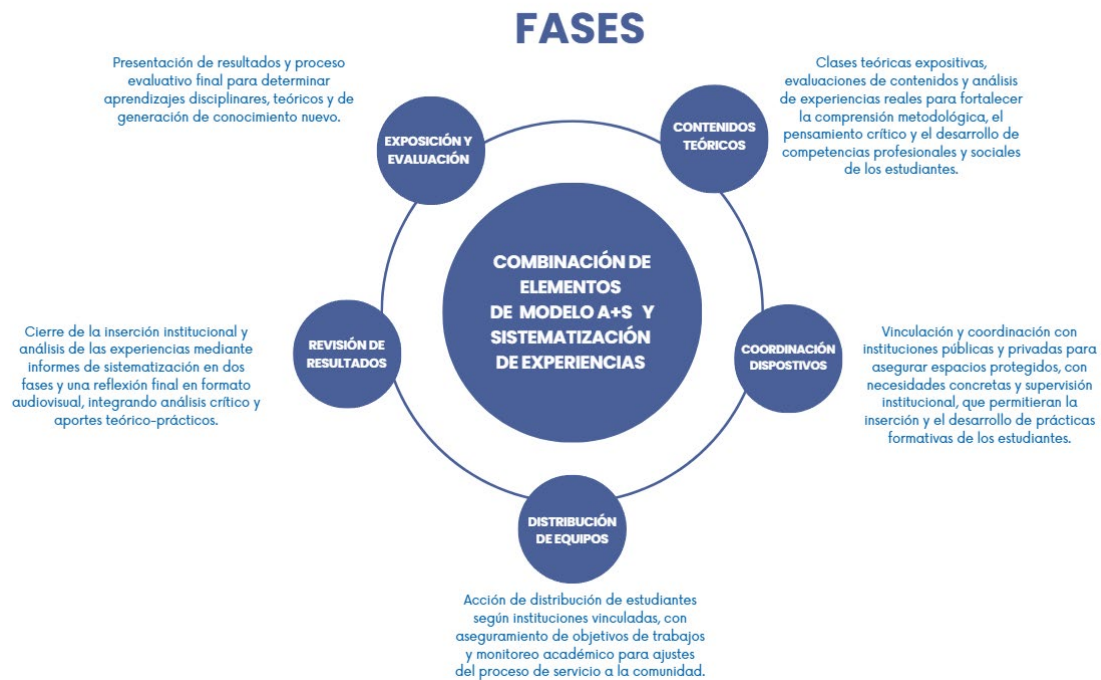 FASES
Presentación de resultados y proceso
evaluativo final para determinar
aprendizajes disciplinares, teóricos y de
generación de conocimiento nuevo.
EXPOSICIÓN Y
EVALUACIÓN
CONTENIDOS
TEÓRICOS
Clases teóricas expositivas,
evaluaciones de contenidos y análisis
de experiencias reales para fortalecer
la comprensión metodológica, el
pensamiento crítico y el desarrollo de
competencias profesionales y sociales
de los estudiantes.
COMBINACIÓN DE
ELEMENTOS
DE MODELO A+S Y
SISTEMATIZACIÓN
DE EXPERIENCIAS
Cierre de la inserción institucional y
análisis de las experiencias mediante
informes de sistematización en dos
fases y una reflexión final en formato
audiovisual, integrando análisis crítico y
aportes teórico-prácticos.
REVISIÓN DE
RESULTADOS
COORDINACIÓN
DISPOSTIVOS
Vinculación y coordinación con
instituciones públicas y privadas para
asegurar espacios protegidos, con
necesidades concretas y supervisión
institucional, que permitieran la
inserción y el desarrollo de prácticas
formativas de los estudiantes.
DISTRIBUCIÓN
DE EQUIPOS
Acción de distribución de estudiantes
según instituciones vinculadas, con
aseguramiento de objetivos de trabajos
y monitoreo académico para ajustes
del proceso de servicio a la comunidad.